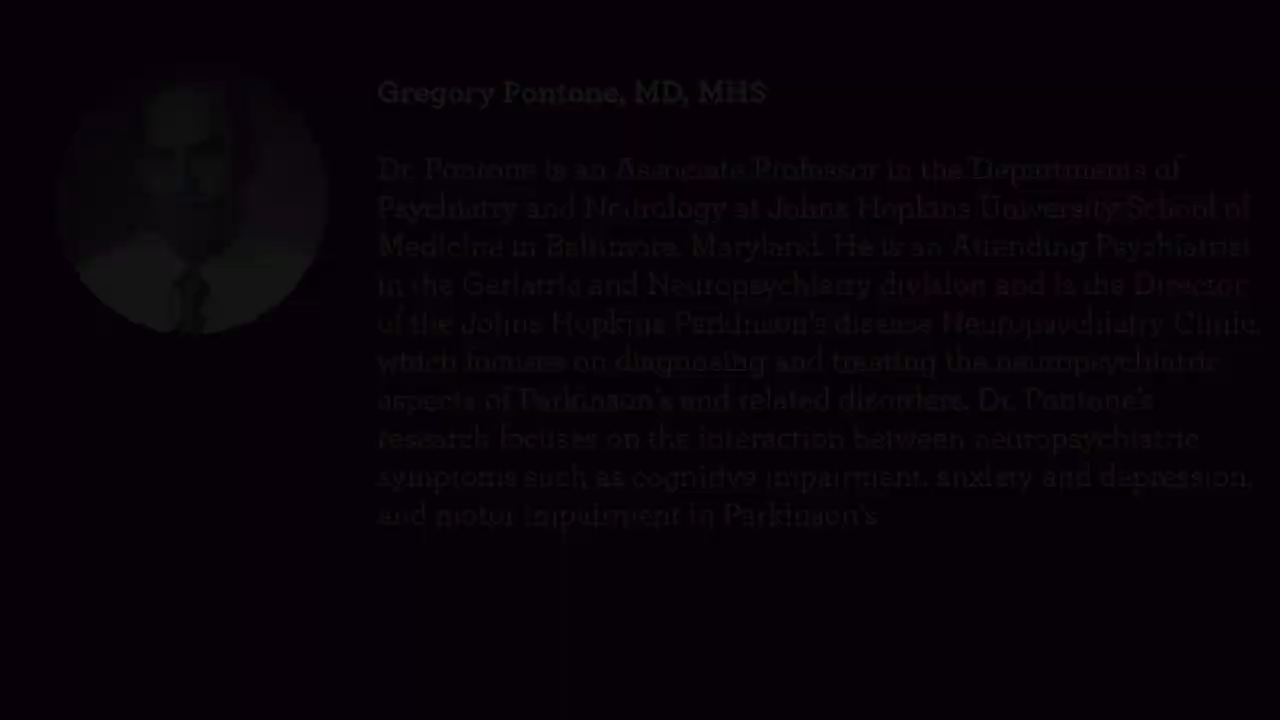 Gregory Pontone, MD, MHS
Dr. Pontone is an Associate Professor in the Departments of
Psychiatry and Neurology at Johns Hopkins University School of
Medicine in Baltimore, Maryland. He is an Attending Psychiatrist
in the Geriatric and Neuropsychiatry division and is the Director
of the Johns Hopkins Parkinson's disease Neuropsychiatry Clinic,
which focuses on diagnosing and treating the neuropsychiatric
aspects of Parkinson's and related disorders. Dr. Pontone's
research focuses on the interaction between neuropsychiatric
symptoms such as cognitive impairment, anxiety and depression,
and motor impairment in Parkinson's